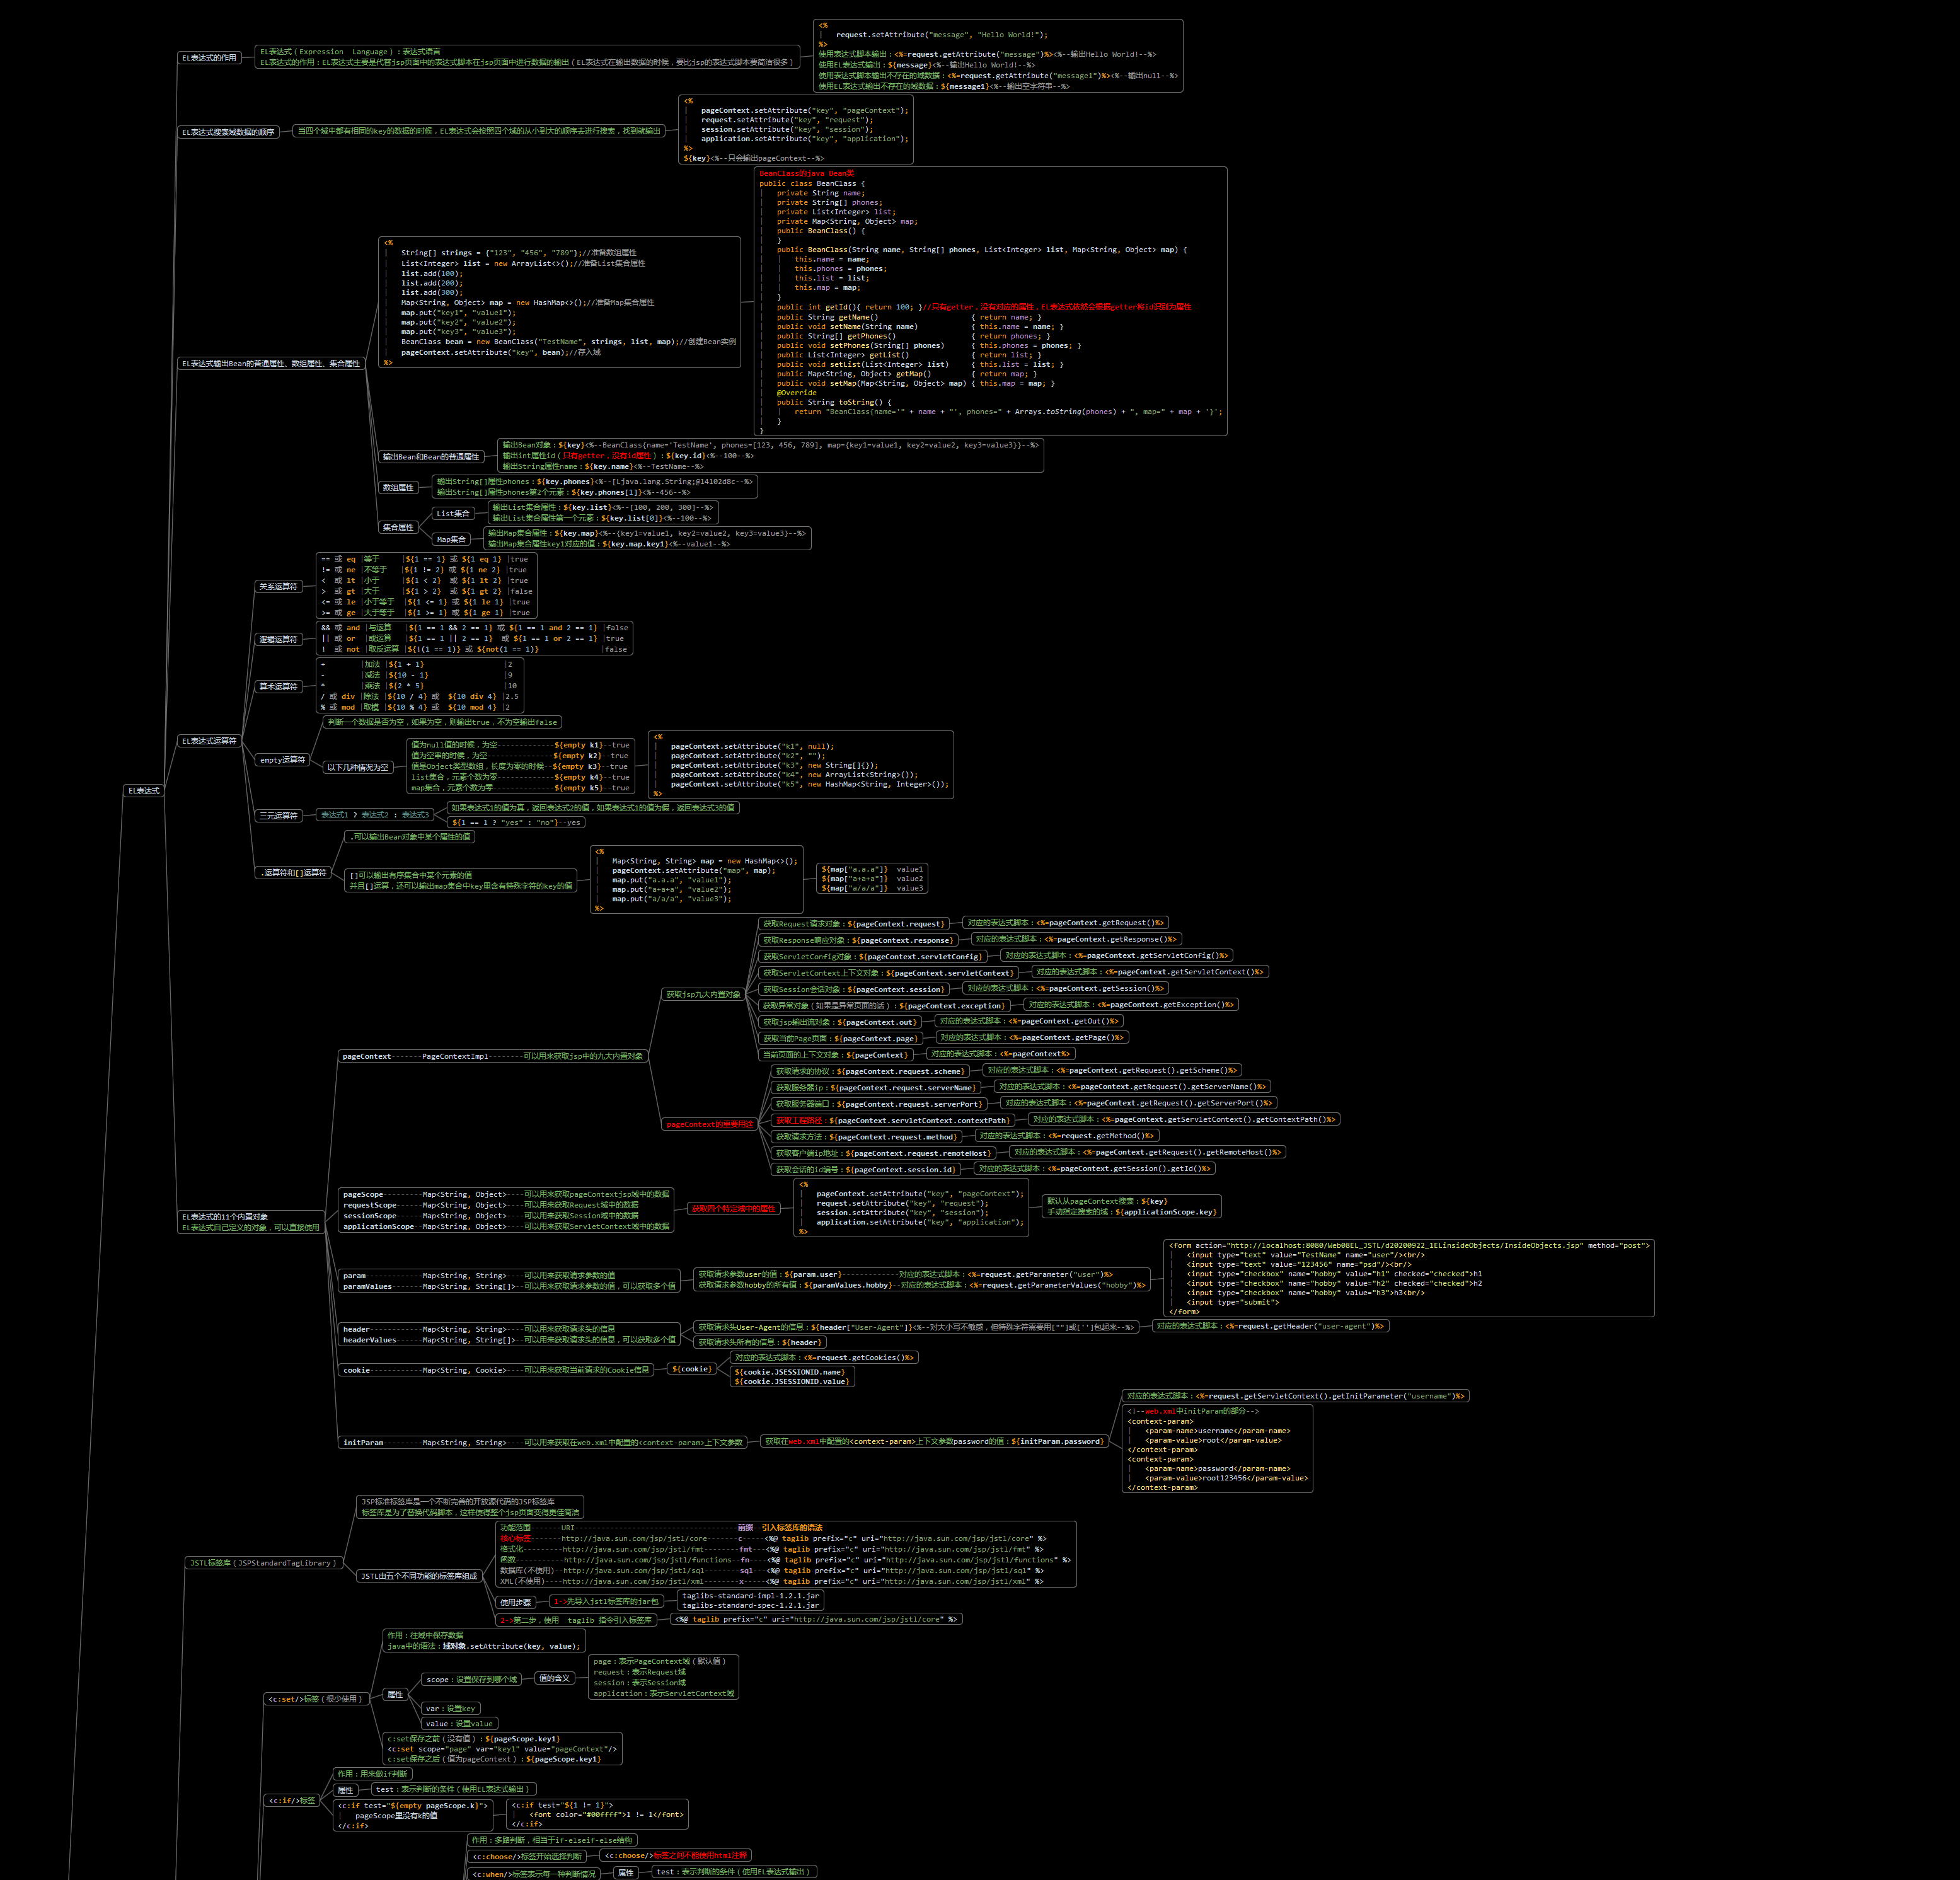 EL表达式
EL表达式的作用
EL表达式（Expression Language）：表达式语言
EL表达式的作用：EL表达式主要是代替jsp页面中的表达式脚本在jsp页面中进行数据的输出（EL表达式在输出数据的时候，要比jsp的表达式脚本要简洁很多）
<%
request.setAttribute("message", "Hello World!");
%>
使用表达式脚本输出：<%=request.getAttribute("message")%><%--输出Hello World!--%>
使用EL表达式输出：${message}<%--输出Hello World!--%>
使用表达式脚本输出不存在的域数据：<%=request.getAttribute("message1")%><%--输出null--%>
使用EL表达式输出不存在的域数据：${message1}<%--输出空字符串--%>
EL表达式搜索域数据的顺序
当四个域中都有相同的key的数据的时候，EL表达式会按照四个域的从小到大的顺序去进行搜索，找到就输出
<%
pageContext.setAttribute("key", "pageContext");
request.setAttribute("key", "request");
session.setAttribute("key", "session");
application.setAttribute("key", "application");
%>
${key}<%--只会输出pageContext--%>
EL表达式输出Bean的普通属性、数组属性、集合属性
<%
String[] strings = {"123", "456", "789"};//准备数组属性
List<Integer> list = new ArrayList<>();//准备List集合属性
list.add(100);
list.add(200);
list.add(300);
Map<String, Object> map = new HashMap<>();//准备Map集合属性
map.put("key1", "value1");
map.put("key2", "value2");
map.put("key3", "value3");
BeanClass bean = new BeanClass("TestName", strings, list, map);//创建Bean实例
pageContext.setAttribute("key", bean);//存入域
%>
BeanClass的java Bean类
public class BeanClass {
private String name;
private String[] phones;
private List<Integer> list;
private Map<String, Object> map;
public BeanClass() {
}
public BeanClass(String name, String[] phones, List<Integer> list, Map<String, Object> map) {
this.name = name;
this.phones = phones;
this.list = list;
this.map = map;
}
public int getId(){ return 100; }//只有getter，没有对应的属性，EL表达式依然会根据getter将Id识别为属性
public String getName() { return name; }
public void setName(String name) { this.name = name; }
public String[] getPhones() { return phones; }
public void setPhones(String[] phones) { this.phones = phones; }
public List<Integer> getList() { return list; }
public void setList(List<Integer> list) { this.list = list; }
public Map<String, Object> getMap() { return map; }
public void setMap(Map<String, Object> map) { this.map = map; }
@Override
public String toString() {
return "BeanClass{name='" + name + "', phones=" + Arrays.toString(phones) + ", map=" + map + '}';
}
}
输出Bean和Bean的普通属性
输出Bean对象：${key}<%--BeanClass{name='TestName', phones=[123, 456, 789], map={key1=value1, key2=value2, key3=value3}}--%>
输出int属性id（只有getter，没有id属性）：${key.id}<%--100--%>
输出String属性name：${key.name}<%--TestName--%>
数组属性
输出String[]属性phones：${key.phones}<%--[Ljava.lang.String;@14102d8c--%>
输出String[]属性phones第2个元素：${key.phones[1]}<%--456--%>
集合属性
List集合
输出List集合属性：${key.list}<%--[100, 200, 300]--%>
输出List集合属性第一个元素：${key.list[0]}<%--100--%>
Map集合
输出Map集合属性：${key.map}<%--{key1=value1, key2=value2, key3=value3}--%>
输出Map集合属性key1对应的值：${key.map.key1}<%--value1--%>
EL表达式运算符
关系运算符
== 或 eq |等于 |${1 == 1} 或 ${1 eq 1} |true
!= 或 ne |不等于 |${1 != 2} 或 ${1 ne 2} |true
< 或 lt |小于 |${1 < 2} 或 ${1 lt 2} |true
> 或 gt |大于 |${1 > 2} 或 ${1 gt 2} |false
<= 或 le |小于等于 |${1 <= 1} 或 ${1 le 1} |true
>= 或 ge |大于等于 |${1 >= 1} 或 ${1 ge 1} |true
逻辑运算符
&& 或 and |与运算 |${1 == 1 && 2 == 1} 或 ${1 == 1 and 2 == 1} |false
|| 或 or |或运算 |${1 == 1 || 2 == 1} 或 ${1 == 1 or 2 == 1} |true
! 或 not |取反运算 |${!(1 == 1)} 或 ${not(1 == 1)} |false
算术运算符
+ |加法 |${1 + 1} |2
- |减法 |${10 - 1} |9
* |乘法 |${2 * 5} |10
/ 或 div |除法 |${10 / 4} 或 ${10 div 4} |2.5
% 或 mod |取模 |${10 % 4} 或 ${10 mod 4} |2
empty运算符
判断一个数据是否为空，如果为空，则输出true，不为空输出false
以下几种情况为空
值为null值的时候，为空-------------${empty k1}--true
值为空串的时候，为空---------------${empty k2}--true
值是Object类型数组，长度为零的时候--${empty k3}--true
list集合，元素个数为零-------------${empty k4}--true
map集合，元素个数为零--------------${empty k5}--true
<%
pageContext.setAttribute("k1", null);
pageContext.setAttribute("k2", "");
pageContext.setAttribute("k3", new String[]{});
pageContext.setAttribute("k4", new ArrayList<String>());
pageContext.setAttribute("k5", new HashMap<String, Integer>());
%>
三元运算符
表达式1 ? 表达式2 : 表达式3
如果表达式1的值为真，返回表达式2的值，如果表达式1的值为假，返回表达式3的值
${1 == 1 ? "yes" : "no"}--yes
.运算符和[]运算符
.可以输出Bean对象中某个属性的值
[]可以输出有序集合中某个元素的值
并且[]运算，还可以输出map集合中key里含有特殊字符的key的值
<%
Map<String, String> map = new HashMap<>();
pageContext.setAttribute("map", map);
map.put("a.a.a", "value1");
map.put("a+a+a", "value2");
map.put("a/a/a", "value3");
%>
${map["a.a.a"]} value1
${map["a+a+a"]} value2
${map["a/a/a"]} value3
EL表达式的11个内置对象
EL表达式自己定义的对象，可以直接使用
pageContext-------PageContextImpl--------可以用来获取jsp中的九大内置对象
获取jsp九大内置对象
获取Request请求对象：${pageContext.request}
对应的表达式脚本：<%=pageContext.getRequest()%>
获取Response响应对象：${pageContext.response}
对应的表达式脚本：<%=pageContext.getResponse()%>
获取ServletConfig对象：${pageContext.servletConfig}
对应的表达式脚本：<%=pageContext.getServletConfig()%>
获取ServletContext上下文对象：${pageContext.servletContext}
对应的表达式脚本：<%=pageContext.getServletContext()%>
获取Session会话对象：${pageContext.session}
对应的表达式脚本：<%=pageContext.getSession()%>
获取异常对象（如果是异常页面的话）：${pageContext.exception}
对应的表达式脚本：<%=pageContext.getException()%>
获取jsp输出流对象：${pageContext.out}
对应的表达式脚本：<%=pageContext.getOut()%>
获取当前Page页面：${pageContext.page}
对应的表达式脚本：<%=pageContext.getPage()%>
当前页面的上下文对象：${pageContext}
对应的表达式脚本：<%=pageContext%>
pageContext的重要用途
获取请求的协议：${pageContext.request.scheme}
对应的表达式脚本：<%=pageContext.getRequest().getScheme()%>
获取服务器ip：${pageContext.request.serverName}
对应的表达式脚本：<%=pageContext.getRequest().getServerName()%>
获取服务器端口：${pageContext.request.serverPort}
对应的表达式脚本：<%=pageContext.getRequest().getServerPort()%>
获取工程路径：${pageContext.servletContext.contextPath}
对应的表达式脚本：<%=pageContext.getServletContext().getContextPath()%>
获取请求方法：${pageContext.request.method}
对应的表达式脚本：<%=request.getMethod()%>
获取客户端ip地址：${pageContext.request.remoteHost}
对应的表达式脚本：<%=pageContext.getRequest().getRemoteHost()%>
获取会话的id编号：${pageContext.session.id}
对应的表达式脚本：<%=pageContext.getSession().getId()%>
pageScope---------Map<String, Object>----可以用来获取pageContextjsp域中的数据
requestScope------Map<String, Object>----可以用来获取Request域中的数据
sessionScope------Map<String, Object>----可以用来获取Session域中的数据
applicationScope--Map<String, Object>----可以用来获取ServletContext域中的数据
获取四个特定域中的属性
<%
pageContext.setAttribute("key", "pageContext");
request.setAttribute("key", "request");
session.setAttribute("key", "session");
application.setAttribute("key", "application");
%>
默认从pageContext搜索：${key}
手动指定搜索的域：${applicationScope.key}
param-------------Map<String, String>----可以用来获取请求参数的值
paramValues-------Map<String, String[]>--可以用来获取请求参数的值，可以获取多个值
获取请求参数user的值：${param.user}-------------对应的表达式脚本：<%=request.getParameter("user")%>
获取请求参数hobby的所有值：${paramValues.hobby}--对应的表达式脚本：<%=request.getParameterValues("hobby")%>
<form action="http://localhost:8080/Web08EL_JSTL/d20200922_1ELinsideObjects/InsideObjects.jsp" method="post">
<input type="text" value="TestName" name="user"/><br/>
<input type="text" value="123456" name="psd"/><br/>
<input type="checkbox" name="hobby" value="h1" checked="checked">h1
<input type="checkbox" name="hobby" value="h2" checked="checked">h2
<input type="checkbox" name="hobby" value="h3">h3<br/>
<input type="submit">
</form>
header------------Map<String, String>----可以用来获取请求头的信息
headerValues------Map<String, String[]>--可以用来获取请求头的信息，可以获取多个值
获取请求头User-Agent的信息：${header["User-Agent"]}<%--对大小写不敏感，但特殊字符需要用[""]或['']包起来--%>
对应的表达式脚本：<%=request.getHeader("user-agent")%>
获取请求头所有的信息：${header}
cookie------------Map<String, Cookie>----可以用来获取当前请求的Cookie信息
${cookie}
对应的表达式脚本：<%=request.getCookies()%>
${cookie.JSESSIONID.name}
${cookie.JSESSIONID.value}
initParam---------Map<String, String>----可以用来获取在web.xml中配置的<context-param>上下文参数
获取在web.xml中配置的<context-param>上下文参数password的值：${initParam.password}
对应的表达式脚本：<%=request.getServletContext().getInitParameter("username")%>
<!--web.xml中initParam的部分-->
<context-param>
<param-name>username</param-name>
<param-value>root</param-value>
</context-param>
<context-param>
<param-name>password</param-name>
<param-value>root123456</param-value>
</context-param>
JSTL标签库（JSPStandardTagLibrary）
JSP标准标签库是一个不断完善的开放源代码的JSP标签库
标签库是为了替换代码脚本，这样使得整个jsp页面变得更佳简洁
JSTL由五个不同功能的标签库组成
功能范围-------URI-------------------------------------前缀--引入标签库的语法
核心标签-------http://java.sun.com/jsp/jstl/core-------c-----<%@ taglib prefix="c" uri="http://java.sun.com/jsp/jstl/core" %>
格式化---------http://java.sun.com/jsp/jstl/fmt--------fmt---<%@ taglib prefix="c" uri="http://java.sun.com/jsp/jstl/fmt" %>
函数----------http://java.sun.com/jsp/jstl/functions--fn----<%@ taglib prefix="c" uri="http://java.sun.com/jsp/jstl/functions" %>
数据库(不使用)--http://java.sun.com/jsp/jstl/sql--------sql---<%@ taglib prefix="c" uri="http://java.sun.com/jsp/jstl/sql" %>
XML(不使用)----http://java.sun.com/jsp/jstl/xml--------x-----<%@ taglib prefix="c" uri="http://java.sun.com/jsp/jstl/xml" %>
使用步骤
1->先导入jstl标签库的jar包
taglibs-standard-impl-1.2.1.jar
taglibs-standard-spec-1.2.1.jar
2->第二步，使用 taglib 指令引入标签库
<%@ taglib prefix="c" uri="http://java.sun.com/jsp/jstl/core" %>
<c:set/>标签（很少使用）
作用：往域中保存数据
java中的语法：域对象.setAttribute(key, value);
属性
scope：设置保存到哪个域
值的含义
page：表示PageContext域（默认值）
request：表示Request域
session：表示Session域
application：表示ServletContext域
var：设置key
value：设置value
c:set保存之前（没有值）：${pageScope.key1}
<c:set scope="page" var="key1" value="pageContext"/>
c:set保存之后（值为pageContext）：${pageScope.key1}
<c:if/>标签
作用：用来做if判断
属性
test：表示判断的条件（使用EL表达式输出）
<c:if test="${empty pageScope.k}">
pageScope里没有k的值
</c:if>
<c:if test="${1 != 1}">
<font color="#00ffff">1 != 1</font>
</c:if>
作用：多路判断，相当于if-elseif-else结构
<c:choose/>标签开始选择判断
<c:choose/>标签之间不能使用html注释
<c:when/>标签表示每一种判断情况
属性
test：表示判断的条件（使用EL表达式输出）